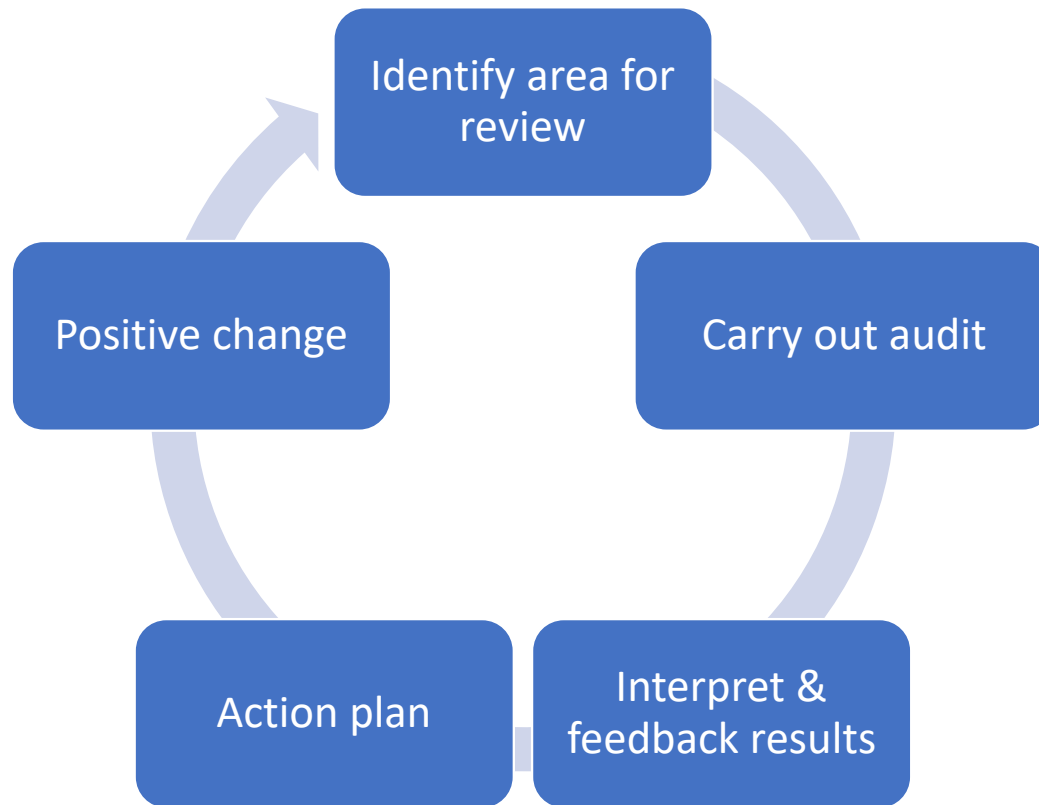 Identify area for
review
Carry out audit
Interpret &
feedback results
Action plan
Positive change